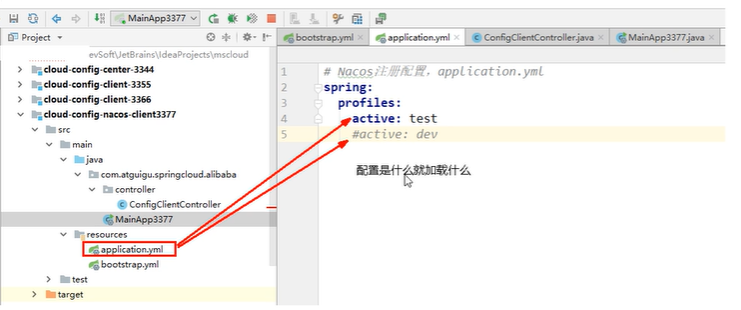 MainApp3377
Project
evSoft\JetBrains\IdeaProjects\mscloud
cloud-config-center-3344
cloud-config-client-3355
cloud-config-client-3366
cloud-config-nacos-client3377
src
main
java
com.atguigu.springcloud.alibaba
controller
ConfigClientController
MainApp3377
resources
application.yml
bootstrap.yml
test
target
bootstrap.yml
application.yml
ConfigClientController.java
MainApp3377.java
1 # Nacos注册配置，application.yml
2 spring:
3 profiles:
4 active: test
5 #active: dev
配置是什么就加载什么